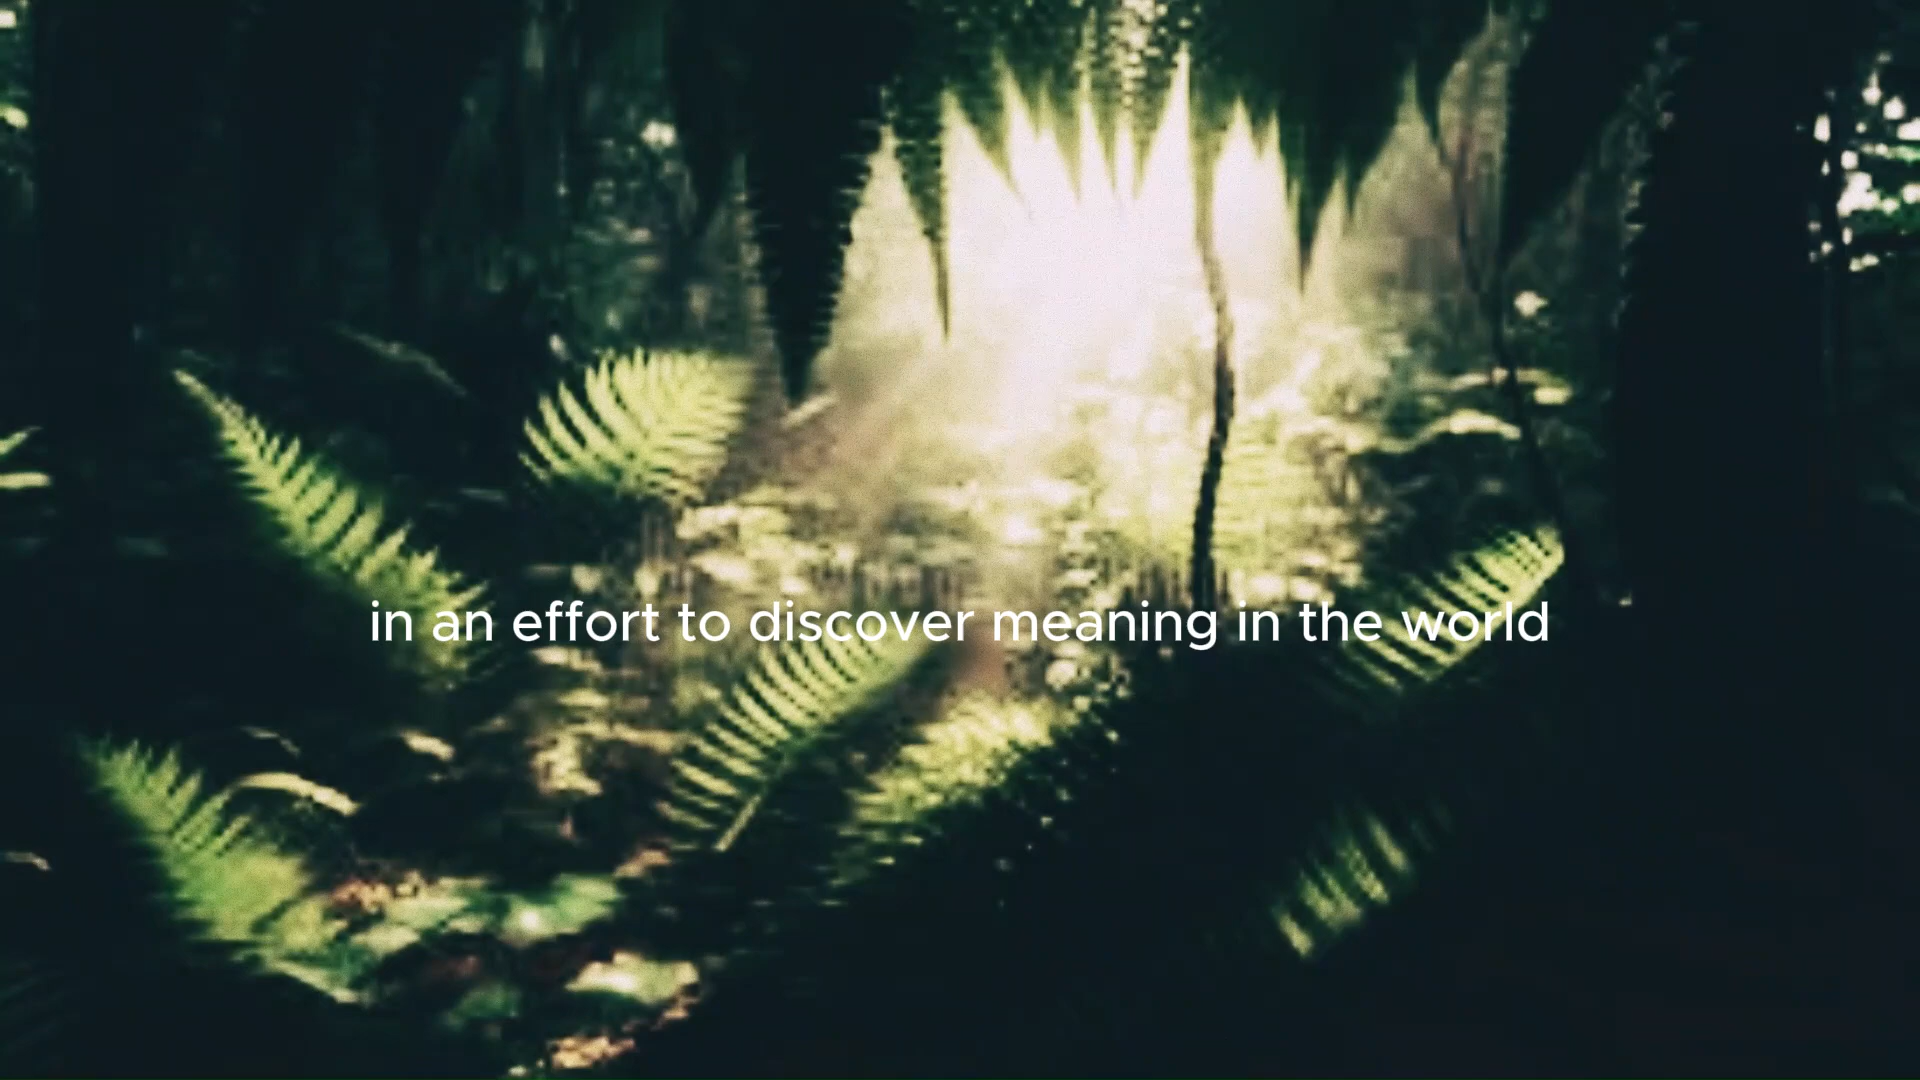 in an effort to discover meaning in the world